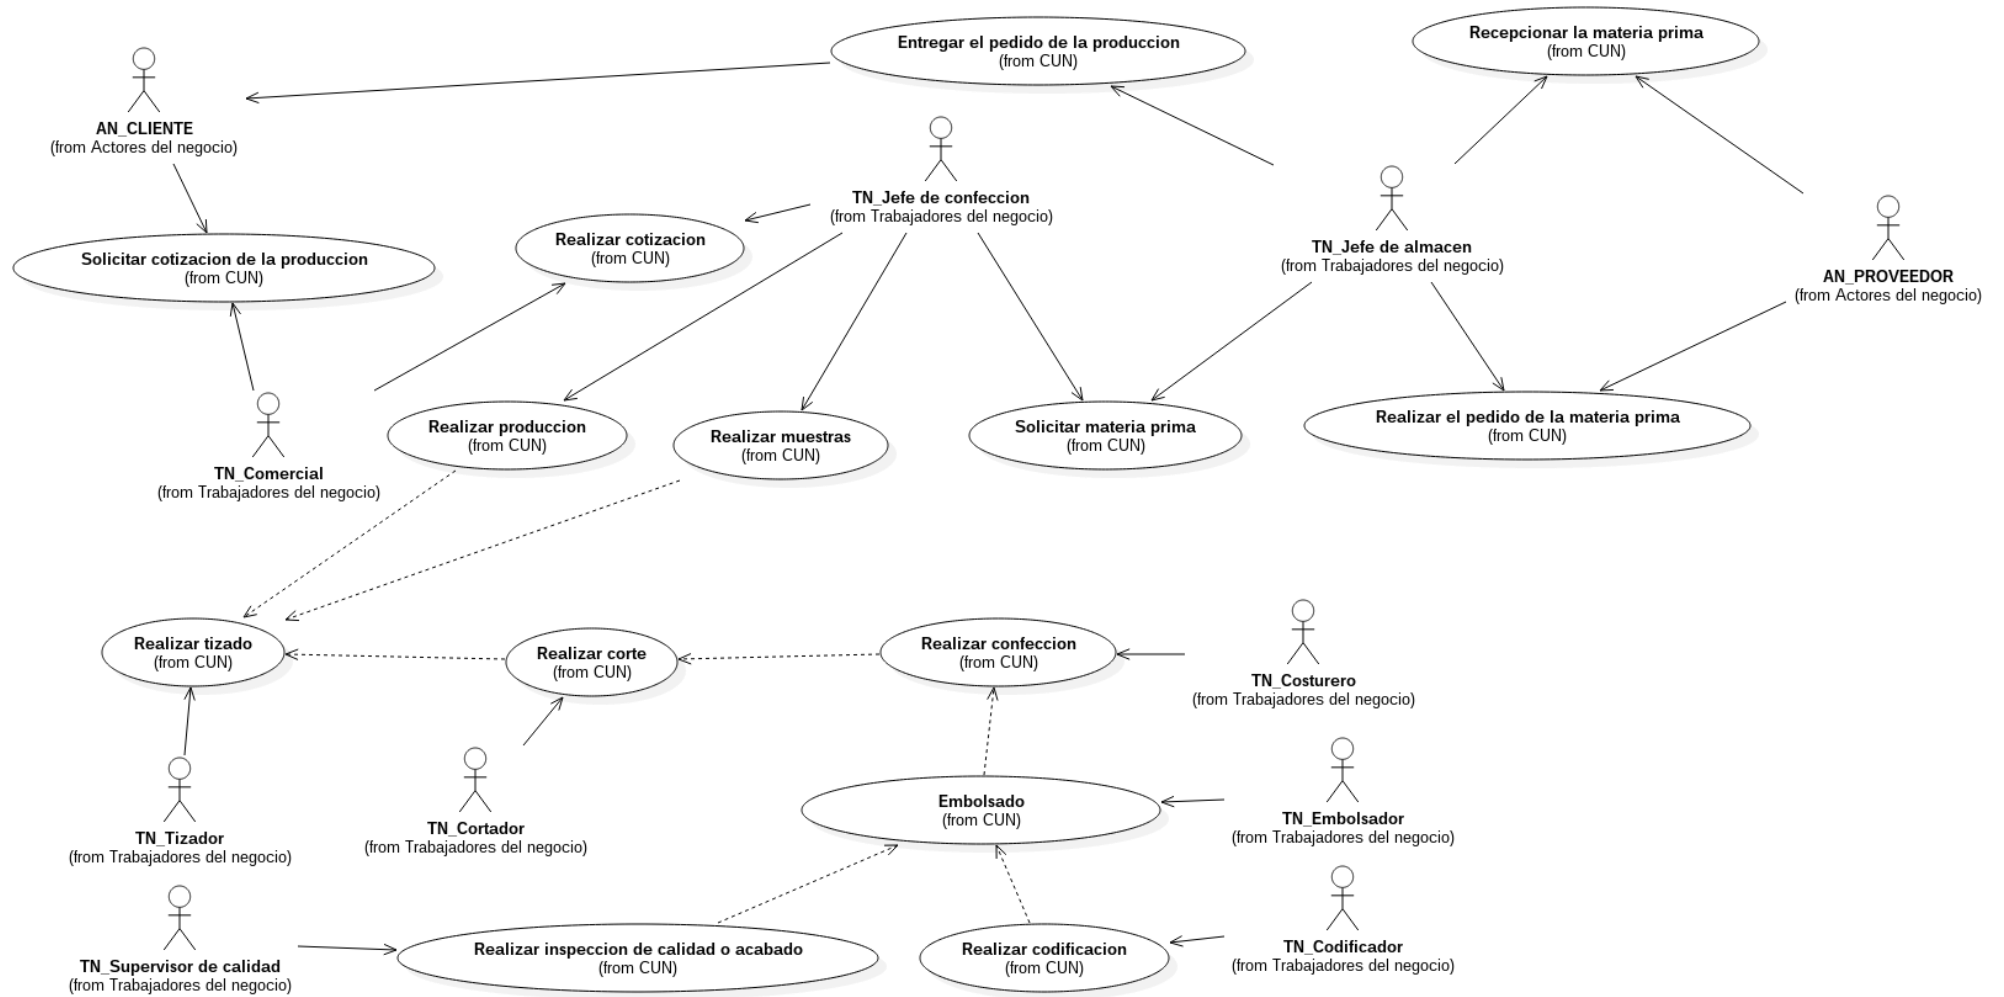 Entregar el pedido de la produccion
(from CUN)
Recepcionar la materia prima
(from CUN)
AN_CLIENTE
(from Actores del negocio)
TN_Jefe de confeccion
(from Trabajadores del negocio)
TN_Jefe de almacen
(from Trabajadores del negocio)
AN_PROVEEDOR
(from Actores del negocio)
Solicitar cotizacion de la produccion
(from CUN)
Realizar cotizacion
(from CUN)
TN_Comercial
(from Trabajadores del negocio)
Realizar produccion
(from CUN)
Realizar muestras
(from CUN)
Solicitar materia prima
(from CUN)
Realizar el pedido de la materia prima
(from CUN)
Realizar tizado
(from CUN)
Realizar corte
(from CUN)
Realizar confeccion
(from CUN)
TN_Costurero
(from Trabajadores del negocio)
TN_Tizador
(from Trabajadores del negocio)
TN_Cortador
(from Trabajadores del negocio)
Embolsado
(from CUN)
TN_Embolsador
(from Trabajadores del negocio)
TN_Supervisor de calidad
(from Trabajadores del negocio)
Realizar inspeccion de calidad o acabado
(from CUN)
Realizar codificacion
(from CUN)
TN_Codificador
(from Trabajadores del negocio)